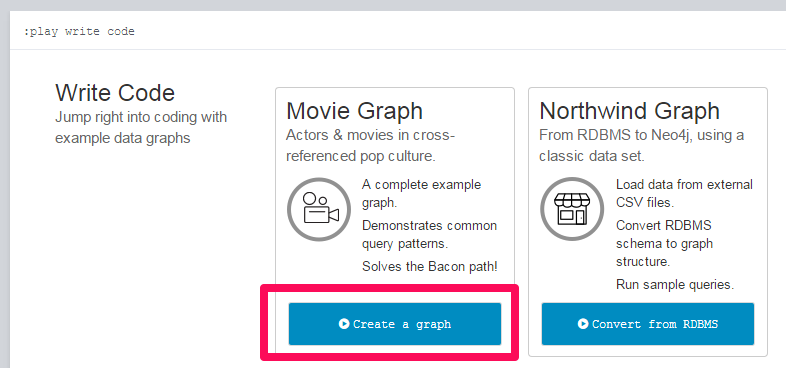 :play write code
Write Code
Jump right into coding with
example data graphs
Movie Graph
Actors & movies in cross-
referenced pop culture.
A complete example
graph.
Demonstrates common
query patterns.
Solves the Bacon path!
Create a graph
Northwind Graph
From RDBMS to Neo4j, using a
classic data set.
Load data from external
CSV files.
Convert RDBMS
schema to graph
structure.
Run sample queries.
Convert from RDBMS